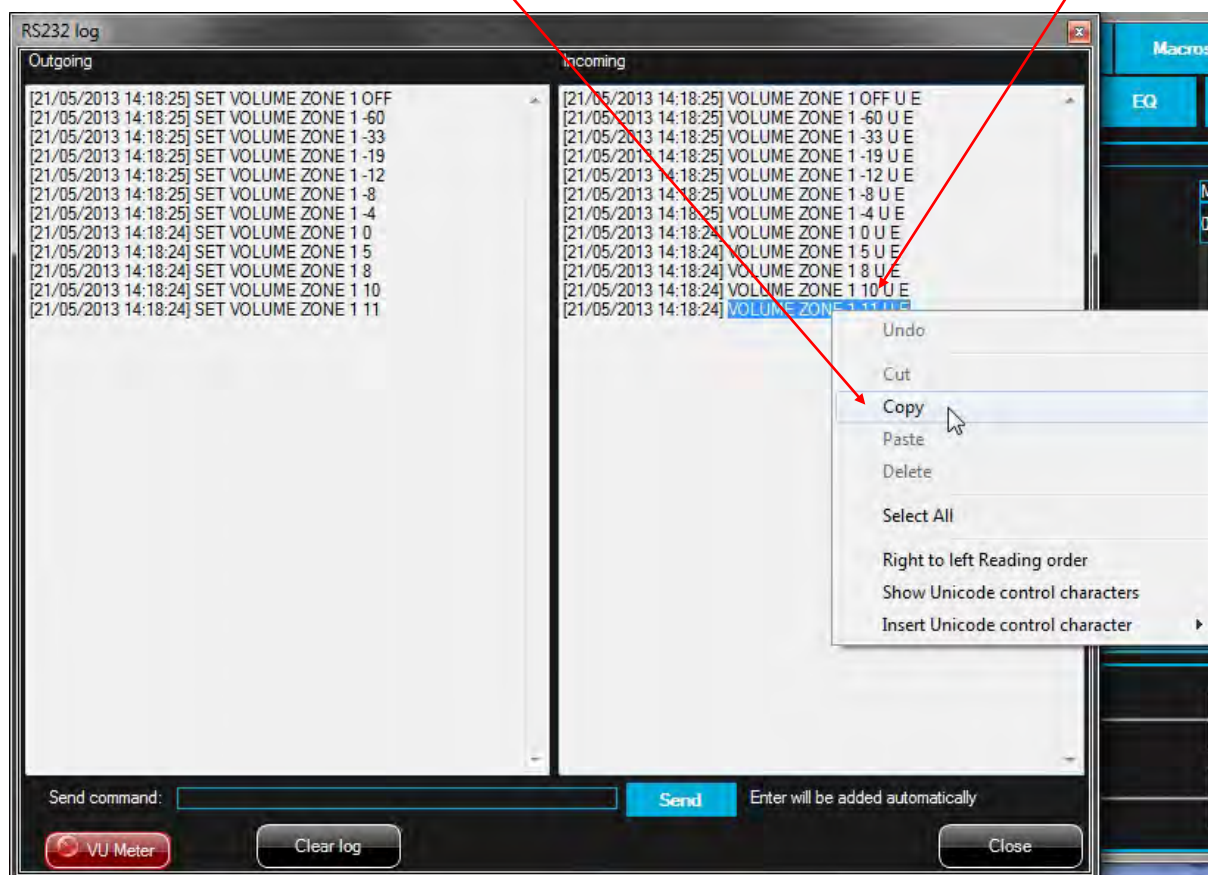 RS232 log
Outgoing
[21/05/2013 14:18:25] SET VOLUME ZONE 1 OFF
[21/05/2013 14:18:25] SET VOLUME ZONE 1 -60
[21/05/2013 14:18:25] SET VOLUME ZONE 1 -33
[21/05/2013 14:18:25] SET VOLUME ZONE 1 -19
[21/05/2013 14:18:25] SET VOLUME ZONE 1 -12
[21/05/2013 14:18:25] SET VOLUME ZONE 1 -8
[21/05/2013 14:18:25] SET VOLUME ZONE 1 -4
[21/05/2013 14:18:24] SET VOLUME ZONE 1 0
[21/05/2013 14:18:24] SET VOLUME ZONE 1 5
[21/05/2013 14:18:24] SET VOLUME ZONE 1 8
[21/05/2013 14:18:24] SET VOLUME ZONE 1 10
[21/05/2013 14:18:24] SET VOLUME ZONE 1 11
Incoming
[21/05/2013 14:18:25] VOLUME ZONE 1 OFF U E
[21/05/2013 14:18:25] VOLUME ZONE 1 -60 U E
[21/05/2013 14:18:25] VOLUME ZONE 1 -33 U E
[21/05/2013 14:18:25] VOLUME ZONE 1 -19 U E
[21/05/2013 14:18:25] VOLUME ZONE 1 -12 U E
[21/05/2013 14:18:25] VOLUME ZONE 1 -8 U E
[21/05/2013 14:18:25] VOLUME ZONE 1 -4 U E
[21/05/2013 14:18:24] VOLUME ZONE 1 0 U E
[21/05/2013 14:18:24] VOLUME ZONE 1 5 U E
[21/05/2013 14:18:24] VOLUME ZONE 1 8 U E
[21/05/2013 14:18:24] VOLUME ZONE 1 10 U E
[21/05/2013 14:18:24] VOLUME ZONE 1 11 U E
Undo
Cut
Copy
Paste
Delete
Select All
Right to left Reading order
Show Unicode control characters
Insert Unicode control character
Send command:
Send
Enter will be added automatically
VU Meter
Clear log
Close
Macros
EQ